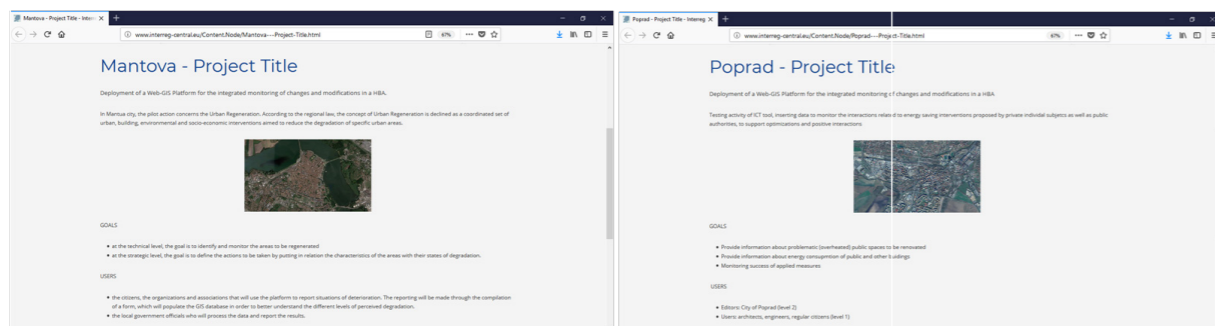 Mantova - Project Title - Interr
www.interreg-central.eu/Content.Node/Mantova---Project-Title.html
67%
Mantova - Project Title
Deployment of a Web-GIS Platform for the integrated monitoring of changes and modifications in a HBA.
In Mantua city, the pilot action concerns the Urban Regeneration. According to the regional law, the concept of Urban Regeneration is declined as a coordinated set of
urban, building, environmental and socio-economic interventions aimed to reduce the degradation of specific urban areas.
GOALS
• at the technical level, the goal is to identify and monitor the areas to be regenerated
• at the strategic level, the goal is to define the actions to be taken by putting in relation the characteristics of the areas with their states of degradation.
USERS
• the citizens, the organizations and associations that will use the platform to report situations of deterioration. The reporting will be made through the compilation
of a form, which will populate the GIS database in order to better understand the different levels of perceived degradation.
• the local government officials who will process the data and report the results.
Poprad - Project Title - Interreg
www.interreg-central.eu/Content.Node/Poprad---Project-Title.html
67%
Poprad - Project Title
Deployment of a Web-GIS Platform for the integrated monitoring of changes and modifications in a HBA
Testing activity of ICT tool, inserting data to monitor the interactions related to energy saving interventions proposed by private individal subjetcs as well as public
authorities, to support optimizations and positive interactions
GOALS
• Provide information about problematic (overheated) public spaces to be renovated
• Provide information about energy consupmtion of public and other buildings
• Monitoring success of applied measures
USERS
• Editors: City of Poprad (level 2)
• Users: architects, engineers, regular citizens (level 1)